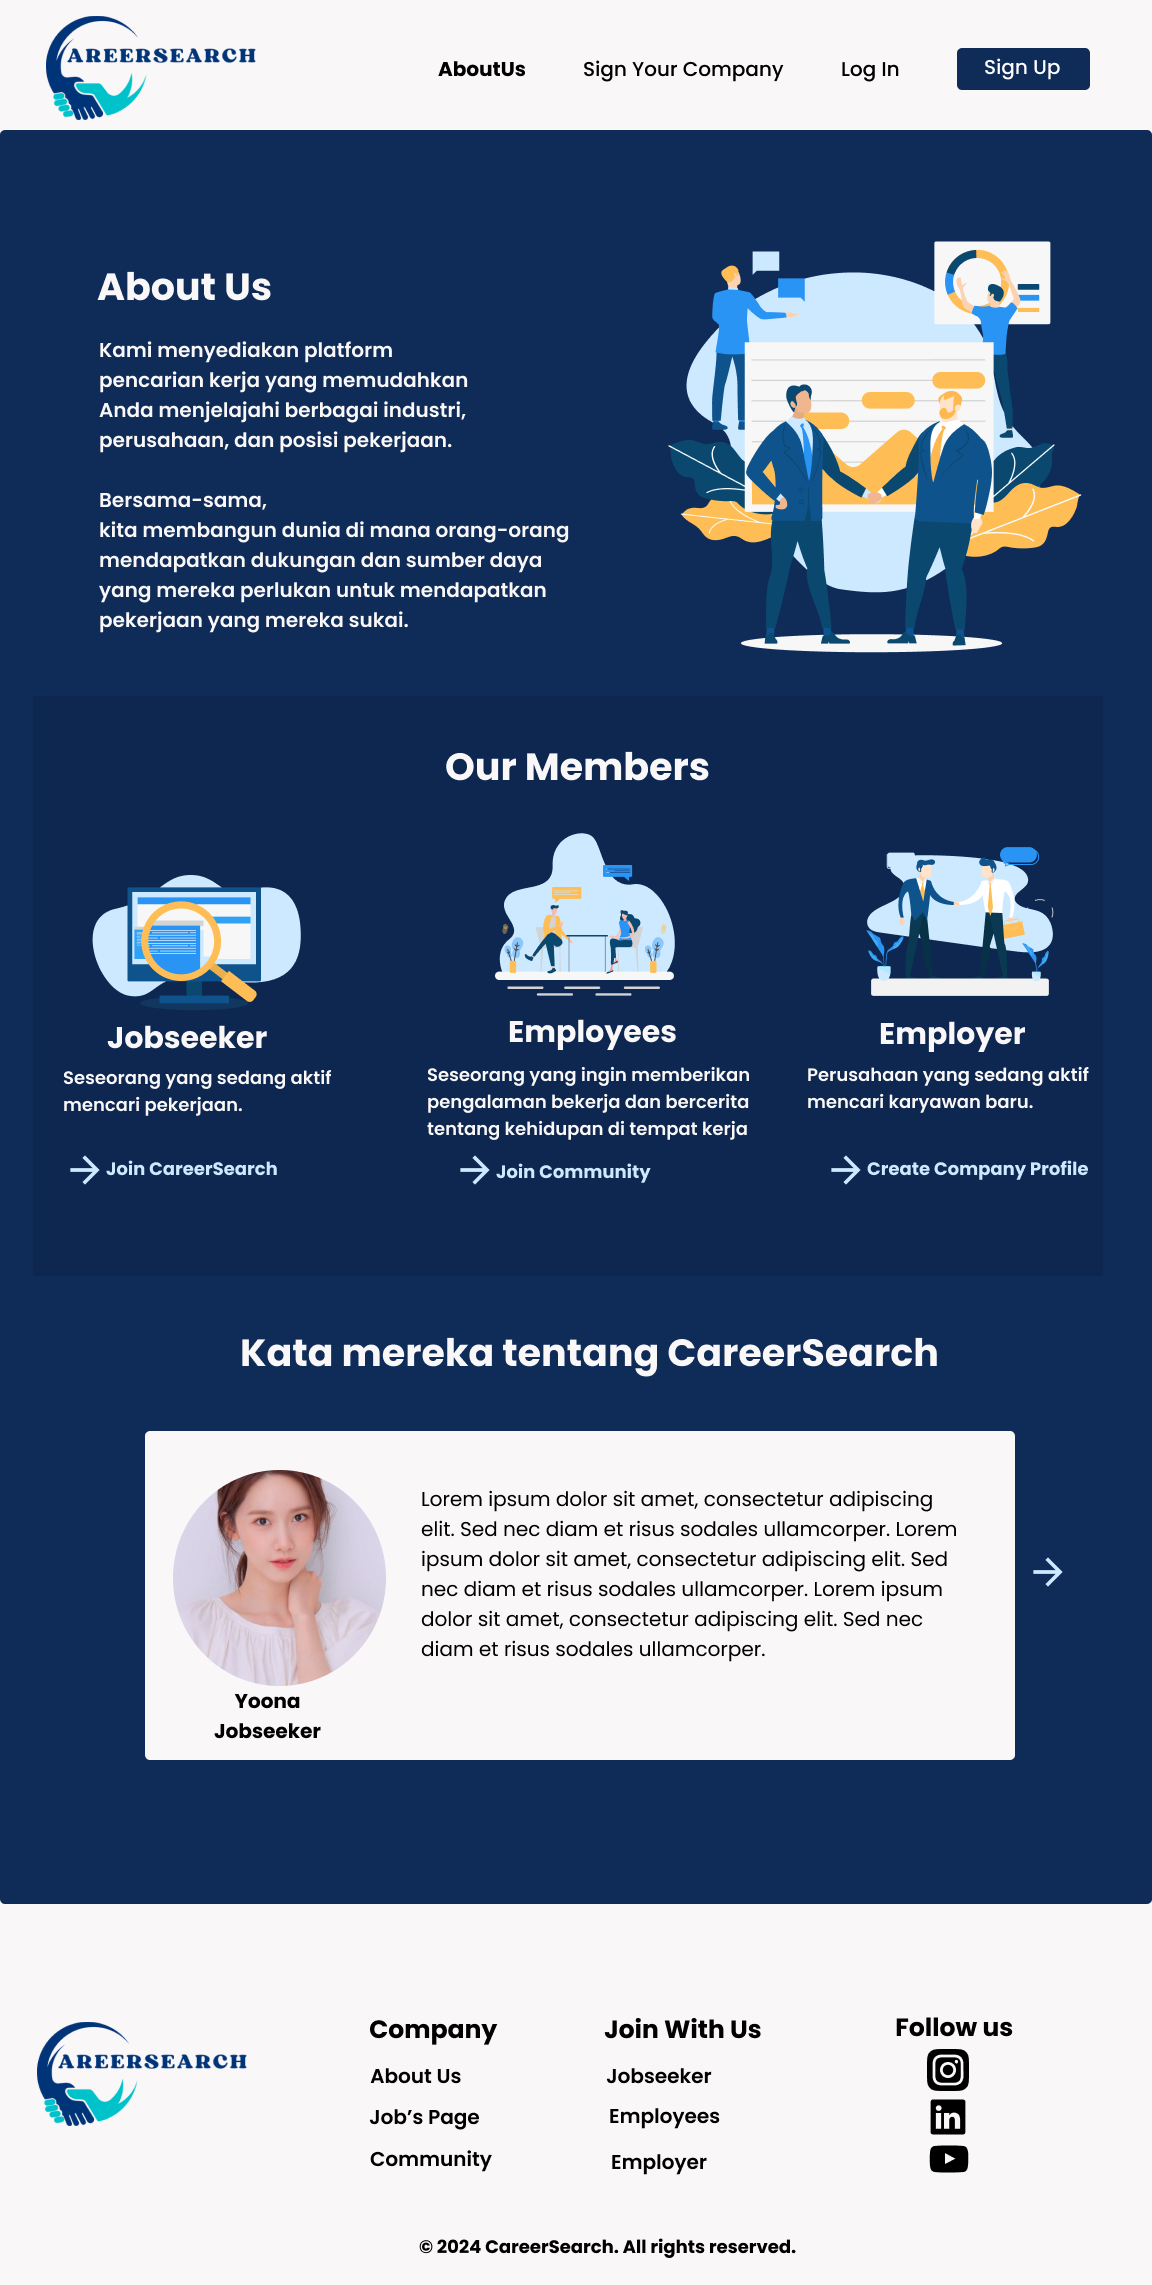 AREERSEARCH
AboutUs
Sign Your Company
Log In
Sign Up
About Us
Kami menyediakan platform
pencarian kerja yang memudahkan
Anda menjelajahi berbagai industri,
perusahaan, dan posisi pekerjaan.
Bersama-sama,
kita membangun dunia di mana orang-orang
mendapatkan dukungan dan sumber daya
yang mereka perlukan untuk mendapatkan
pekerjaan yang mereka sukai.
Our Members
Jobseeker
Seseorang yang sedang aktif
mencari pekerjaan.
Join CareerSearch
Employees
Seseorang yang ingin memberikan
pengalaman bekerja dan bercerita
tentang kehidupan di tempat kerja
Join Community
Employer
Perusahaan yang sedang aktif
mencari karyawan baru.
Create Company Profile
Kata mereka tentang CareerSearch
Lorem ipsum dolor sit amet, consectetur adipiscing
elit. Sed nec diam et risus sodales ullamcorper. Lorem
ipsum dolor sit amet, consectetur adipiscing elit. Sed
nec diam et risus sodales ullamcorper. Lorem ipsum
dolor sit amet, consectetur adipiscing elit. Sed nec
diam et risus sodales ullamcorper.
Yoona
Jobseeker
AREERSEARCH
Company
About Us
Job’s Page
Community
Join With Us
Jobseeker
Employees
Employer
Follow us
in
© 2024 CareerSearch. All rights reserved.